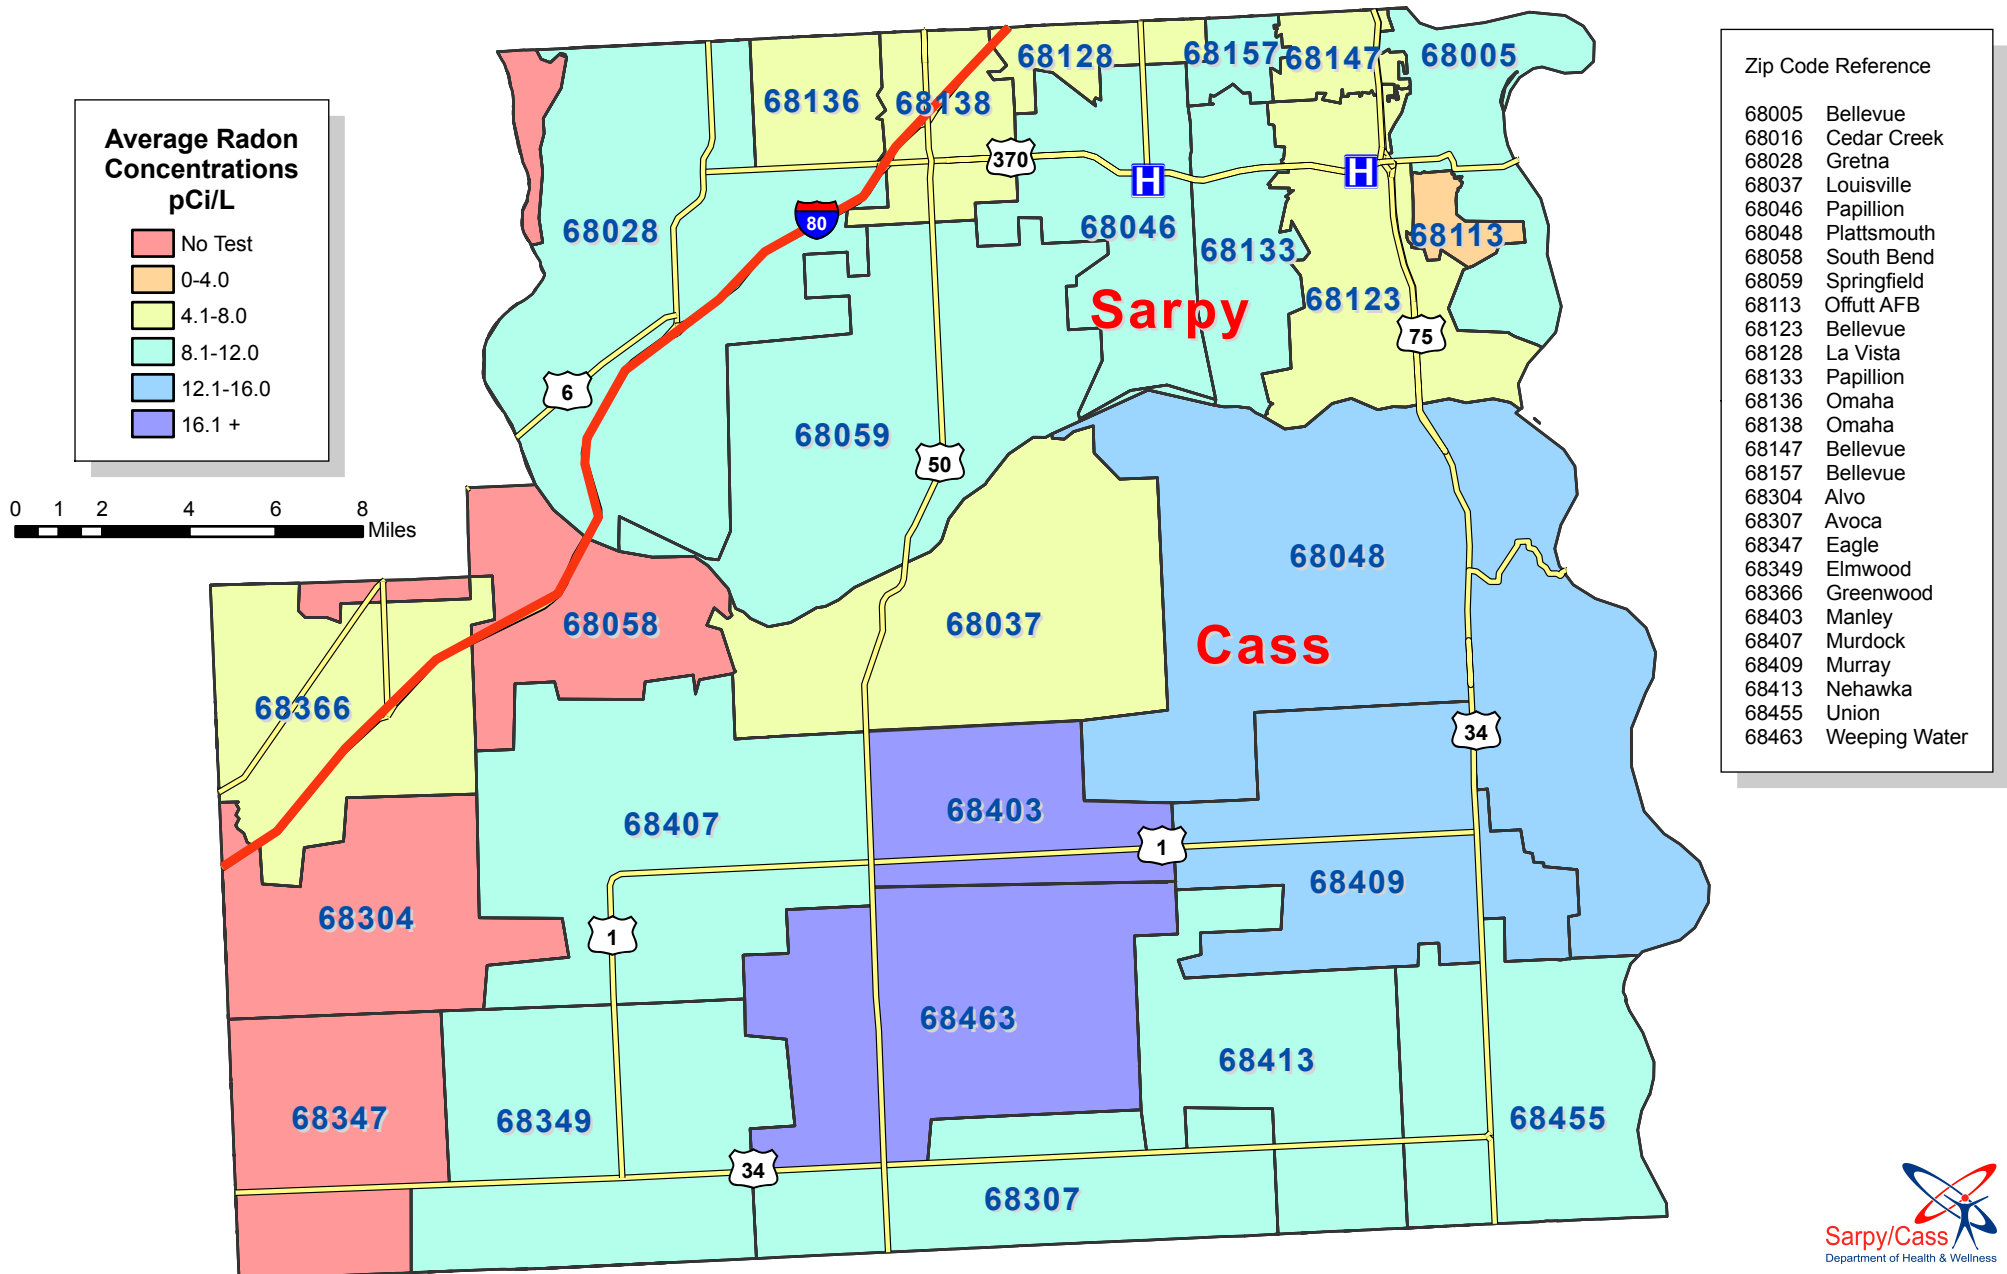 Average Radon
Concentrations
pCi/L
No Test
0-4.0
4.1-8.0
8.1-12.0
12.1-16.0
16.1 +
0 1 2 4 6 8
Miles
68128
68157
68147
68005
68136
68138
370
H
H
80
68028
68046
68133
68113
Sarpy
68123
75
6
68059
50
68048
68058
68037
Cass
68366
34
68403
68407
1
68409
68304
1
68463
68413
68347
68349
68455
34
68307
Zip Code Reference
68005 Bellevue
68016 Cedar Creek
68028 Gretna
68037 Louisville
68046 Papillion
68048 Plattsmouth
68058 South Bend
68059 Springfield
68113 Offutt AFB
68123 Bellevue
68128 La Vista
68133 Papillion
68136 Omaha
68138 Omaha
68147 Bellevue
68157 Bellevue
68304 Alvo
68307 Avoca
68347 Eagle
68349 Elmwood
68366 Greenwood
68403 Manley
68407 Murdock
68409 Murray
68413 Nehawka
68455 Union
68463 Weeping Water
Sarpy/Cass
Department of Health & Wellness